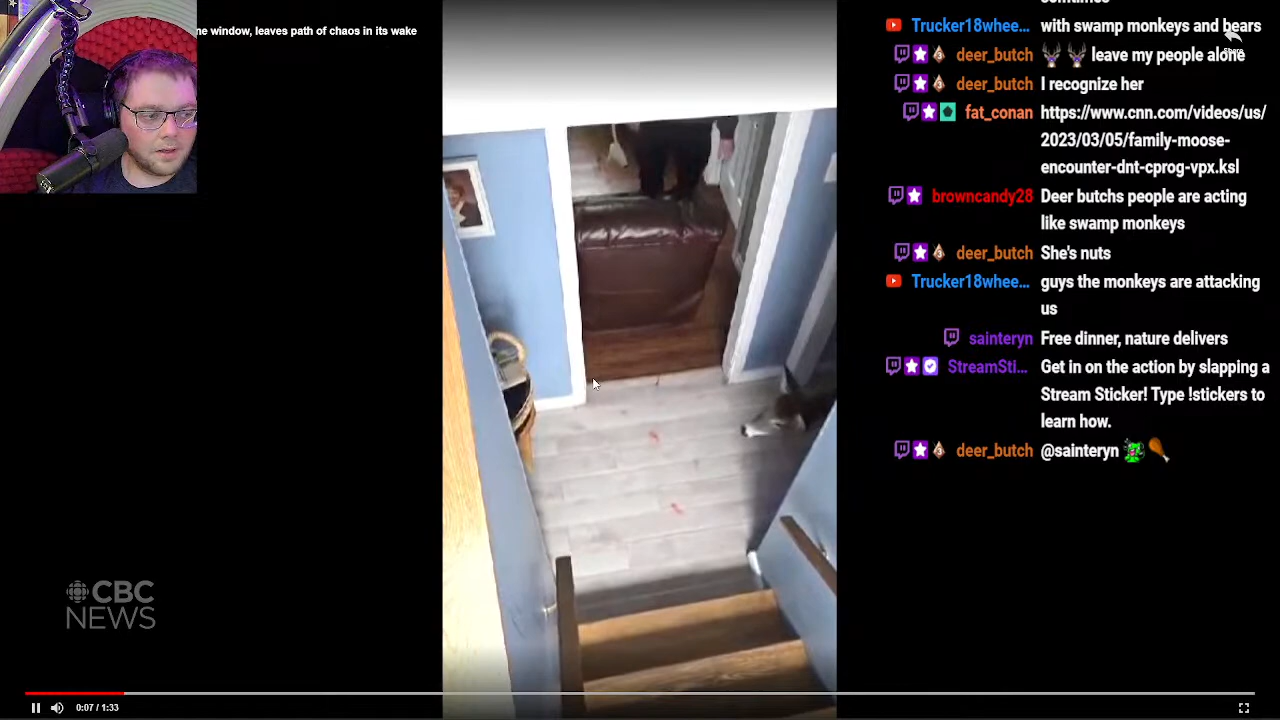 ne window, leaves path of chaos in its wake
Trucker18whee… with swamp monkeys and bears
Share
deer_butch leave my people alone
deer_butch I recognize her
fat_conan https://www.cnn.com/videos/us/
2023/03/05/family-moose-
encounter-dnt-cprog-vpx.ksl
browncandy28 Deer butchs people are acting
like swamp monkeys
deer_butch She's nuts
Trucker18whee… guys the monkeys are attacking
us
sainteryn Free dinner, nature delivers
StreamSti… Get in on the action by slapping a
Stream Sticker! Type !stickers to
learn how.
deer_butch @sainteryn
CBC
NEWS
0:07 / 1:33